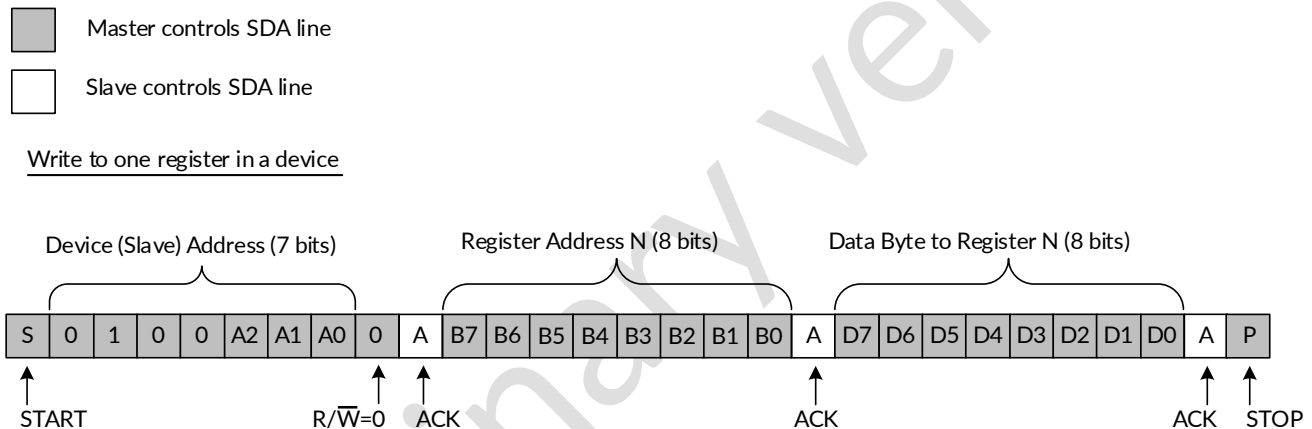 Master controls SDA line
Slave controls SDA line
Write to one register in a device
Device (Slave) Address (7 bits) Register Address N (8 bits) Data Byte to Register N (8 bits)
S 0 1 0 0 A2 A1 A0 0 A B7 B6 B5 B4 B3 B2 B1 B0 A D7 D6 D5 D4 D3 D2 D1 D0 A P
START R/W̅=0 ACK ACK ACK STOP
inary ver